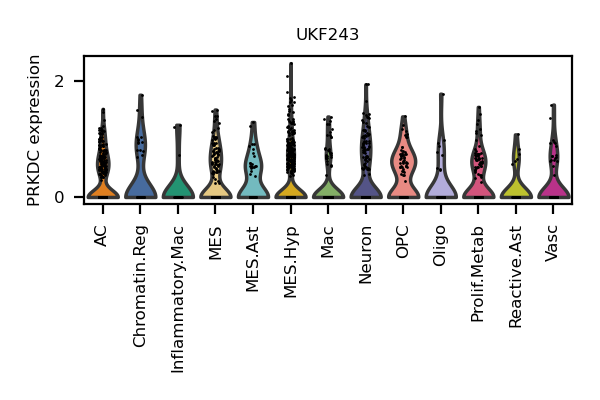 UKF243
PRKDC expression
2
0
AC
Chromatin.Reg
Inflammatory.Mac
MES
MES.Ast
MES.Hyp
Mac
Neuron
OPC
Oligo
Prolif.Metab
Reactive.Ast
Vasc